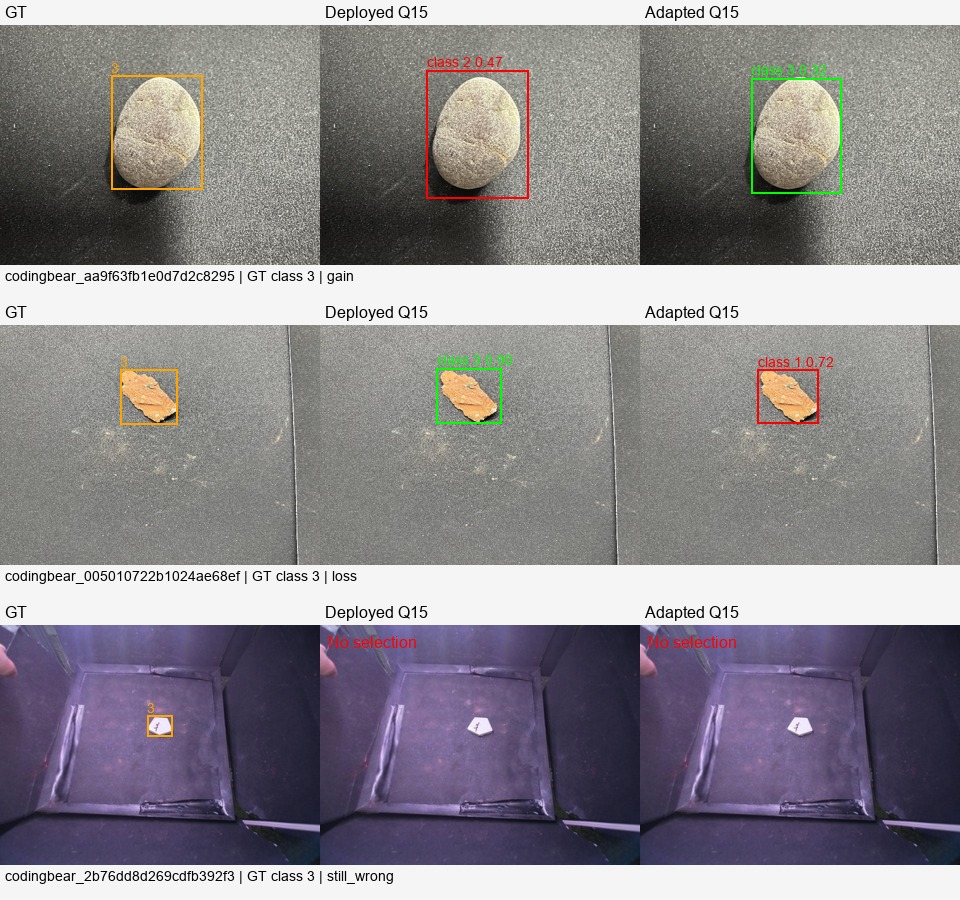 GT Deployed Q15 Adapted Q15
3 class 2 0.47
codingbear_aa9f63fb1e0d7d2c8295 | GT class 3 | gain
GT Deployed Q15 Adapted Q15
3 class 1 0.72
codingbear_005010722b1024ae68ef | GT class 3 | loss
GT Deployed Q15 Adapted Q15
No selection No selection
3
codingbear_2b76dd8d269cdfb392f3 | GT class 3 | still_wrong